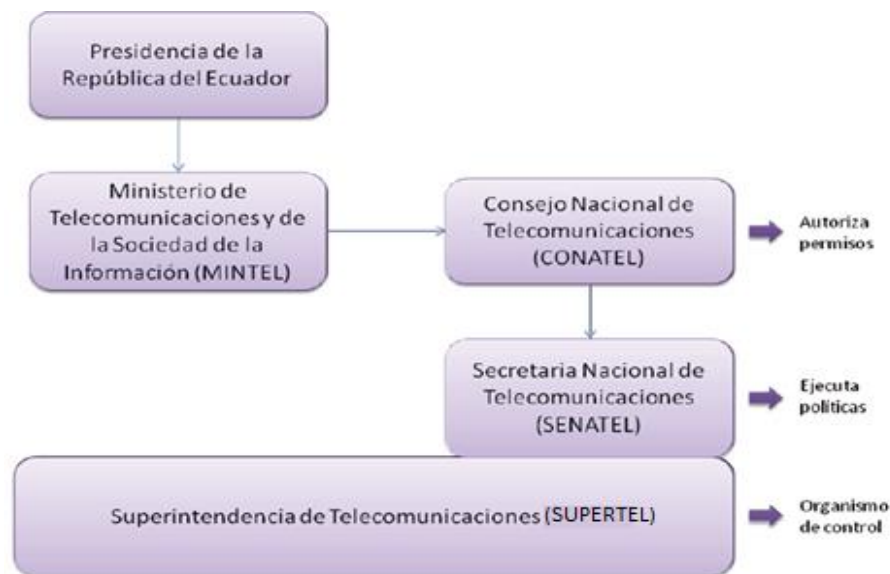 Presidencia de la
República del Ecuador
Ministerio de
Telecomunicaciones y de
la Sociedad de la
Información (MINTEL)
Consejo Nacional de
Telecomunicaciones
(CONATEL)
Autoriza
permisos
Secretaria Nacional de
Telecomunicaciones
(SENATEL)
Ejecuta
políticas
Superintendencia de Telecomunicaciones (SUPERTEL)
Organismo
de control